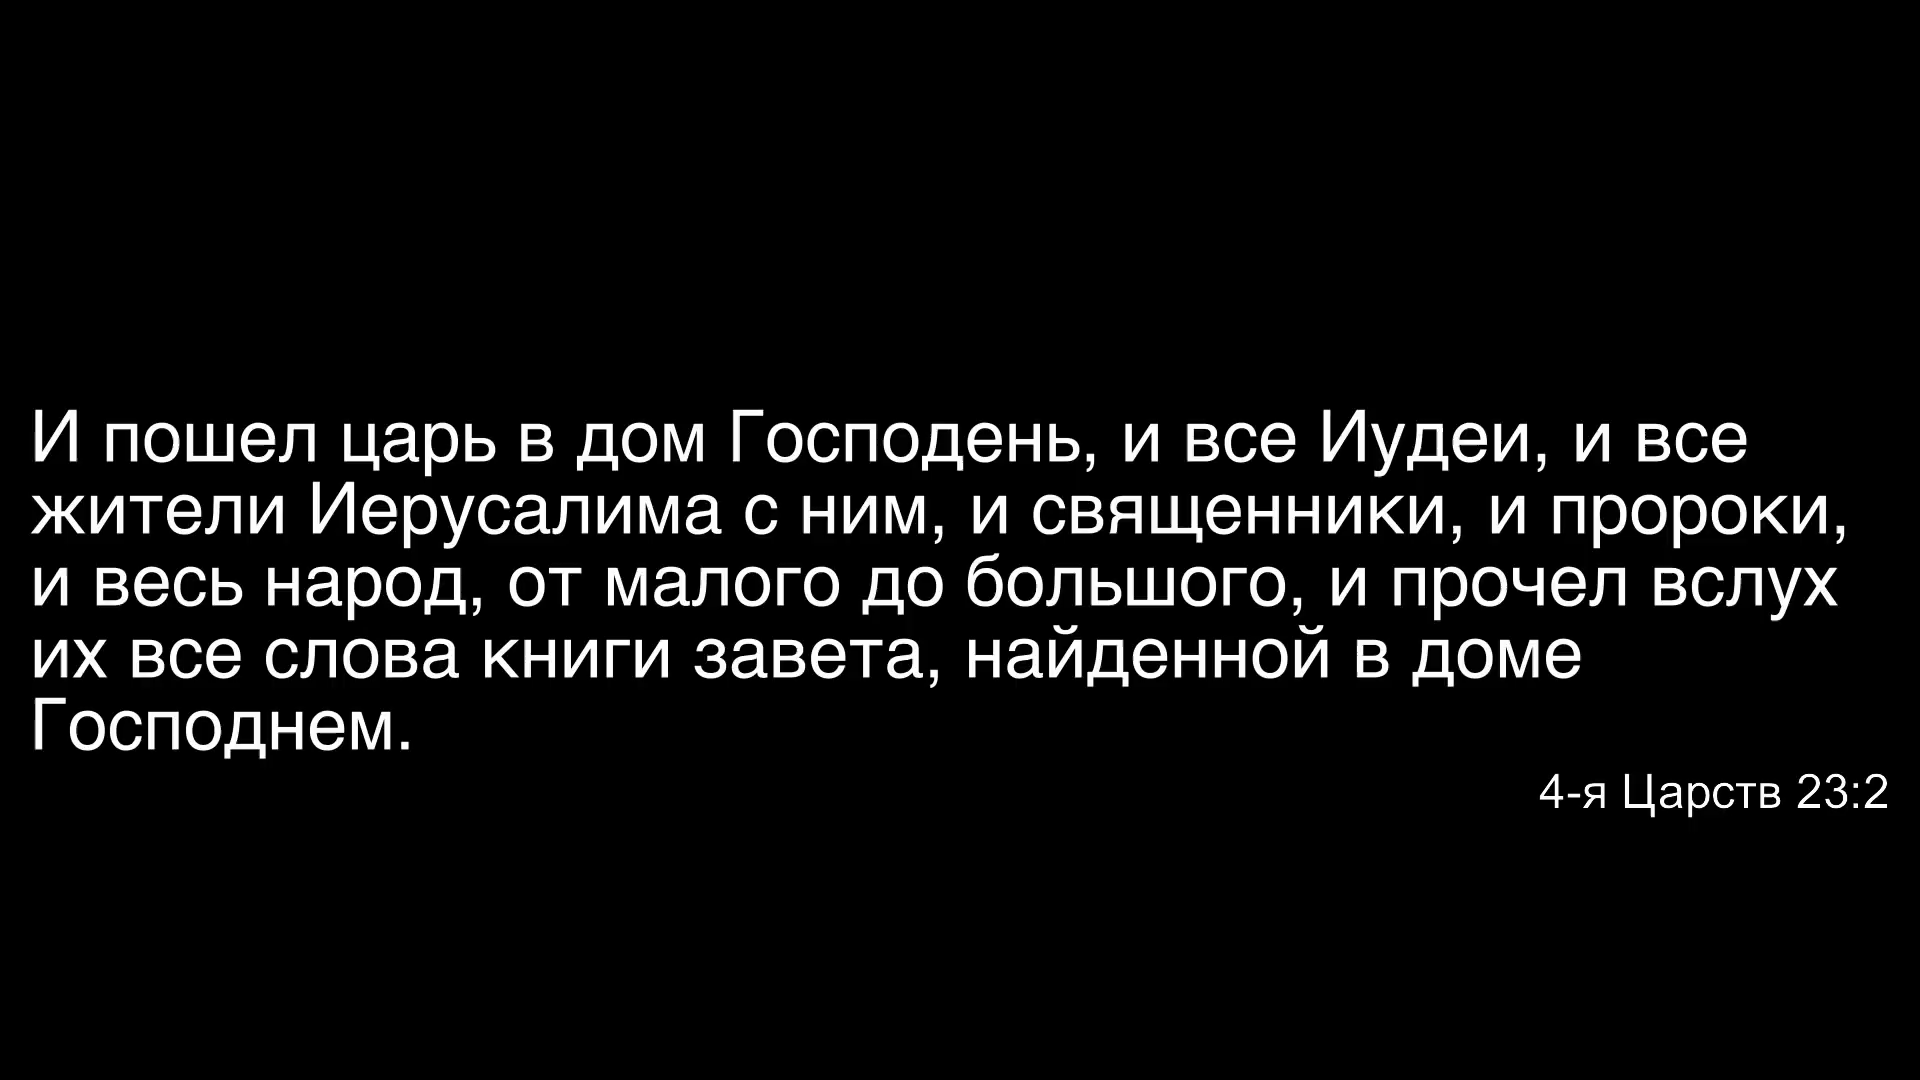 И пошел царь в дом Господень, и все Иудеи, и все
жители Иерусалима с ним, и священники, и пророки,
и весь народ, от малого до большого, и прочел вслух
их все слова книги завета, найденной в доме
Господнем.
4-я Царств 23:2